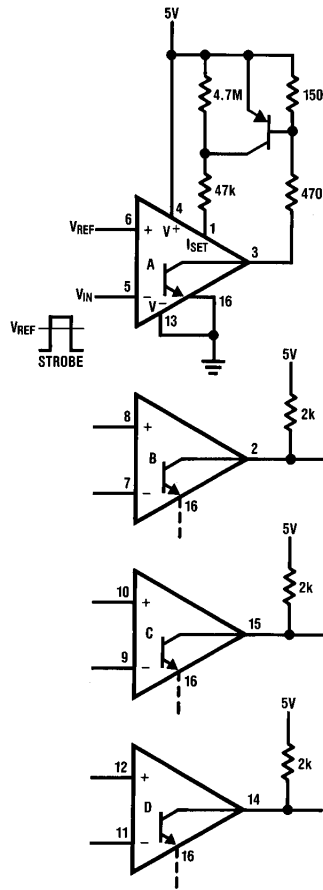 5V
4.7M
150
47k
470
4
1
6
VREF
+
V+
ISET
3
A
VIN
5
−
V−
16
13
VREF
STROBE
5V
2k
8
+
2
B
7
−
16
5V
2k
10
+
15
C
9
−
16
5V
2k
12
+
14
D
11
−
16